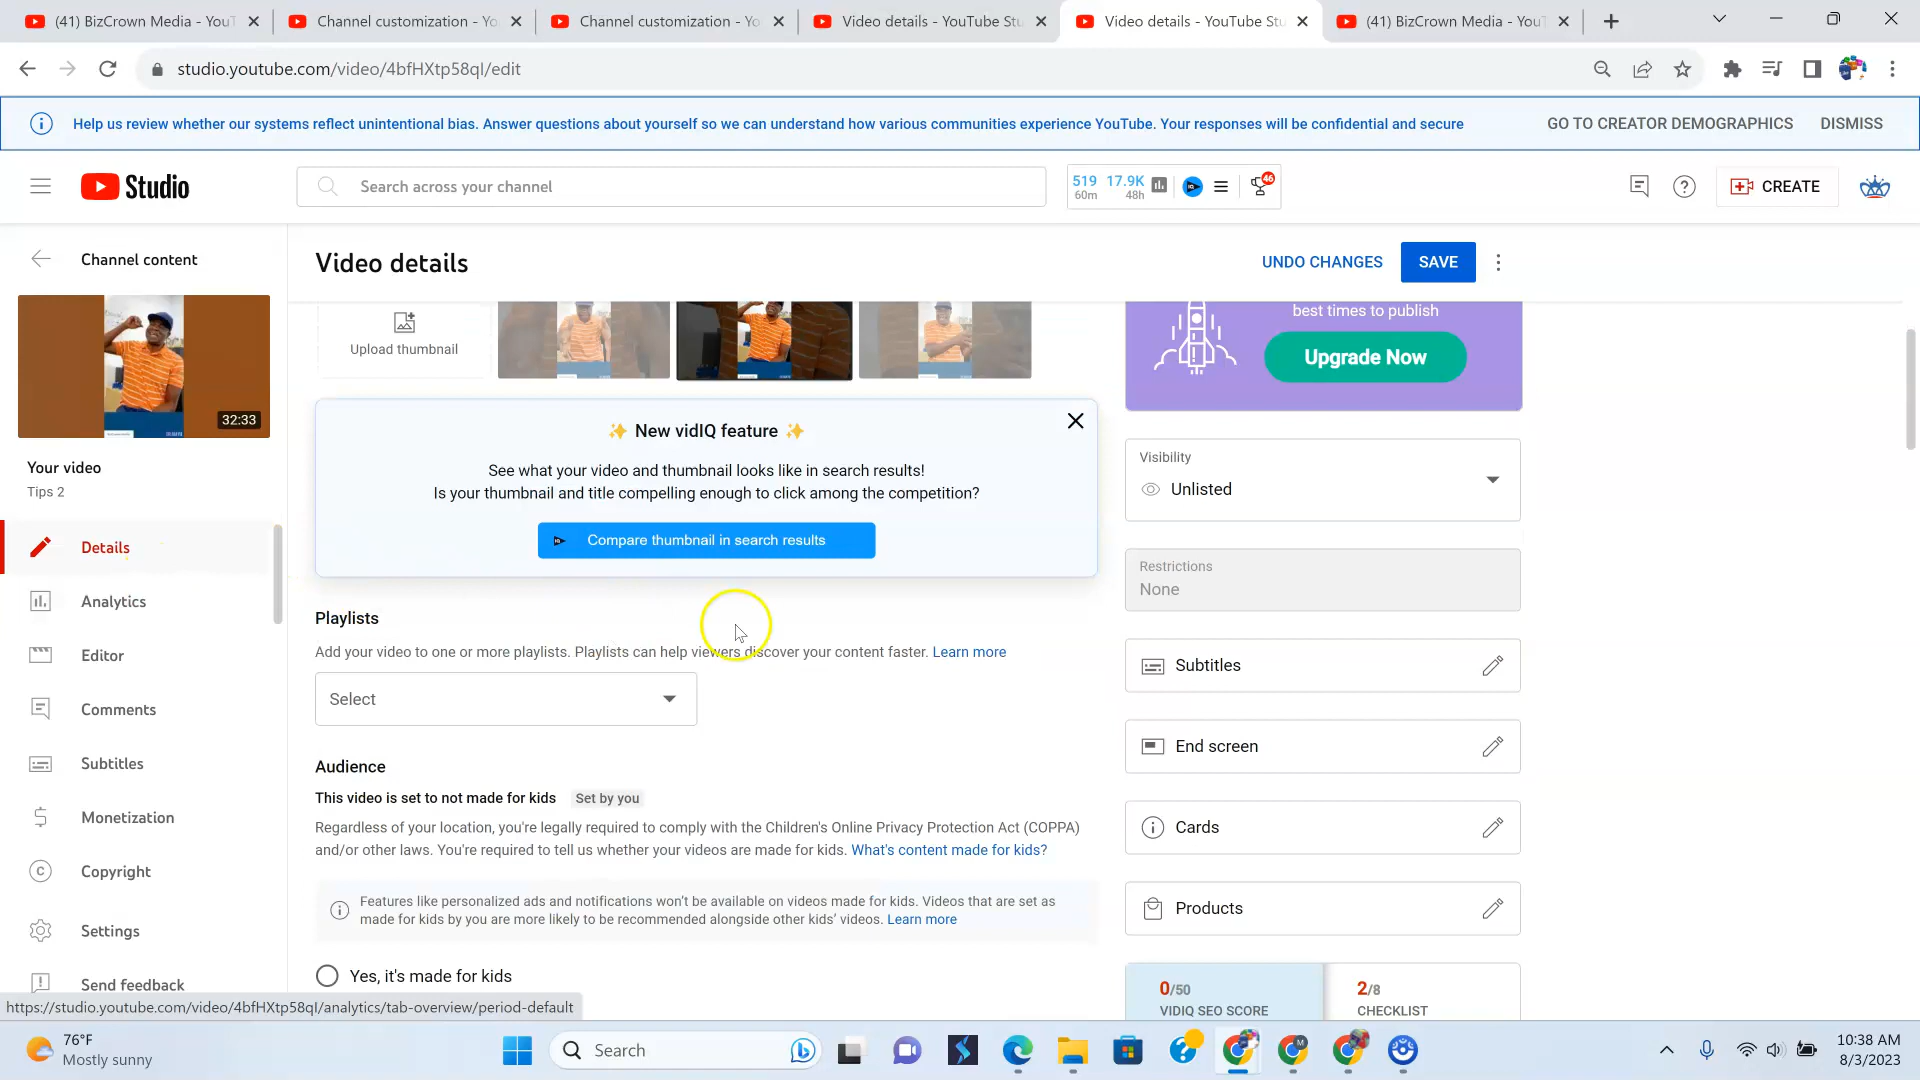 (41) BizCrown Media - YouT
Channel customization - Yo
Channel customization - Yo
Video details - YouTube Stu
Video details - YouTube Stu
(41) BizCrown Media - YouT
studio.youtube.com/video/4bfHXtp58qI/edit
Help us review whether our systems reflect unintentional bias. Answer questions about yourself so we can understand how various communities experience YouTube. Your responses will be confidential and secure
GO TO CREATOR DEMOGRAPHICS
DISMISS
Studio
Search across your channel
519 17.9K
60m 48h
46
CREATE
Channel content
Video details
UNDO CHANGES
SAVE
32:33
Your video
Tips 2
Details
Analytics
Editor
Comments
Subtitles
Monetization
Copyright
Settings
Send feedback
Upload thumbnail
✨ New vidIQ feature ✨
See what your video and thumbnail looks like in search results!
Is your thumbnail and title compelling enough to click among the competition?
Compare thumbnail in search results
Playlists
Add your video to one or more playlists. Playlists can help viewers discover your content faster. Learn more
Select
Audience
This video is set to not made for kids Set by you
Regardless of your location, you're legally required to comply with the Children's Online Privacy Protection Act (COPPA)
and/or other laws. You're required to tell us whether your videos are made for kids. What's content made for kids?
Features like personalized ads and notifications won't be available on videos made for kids. Videos that are set as
made for kids by you are more likely to be recommended alongside other kids' videos. Learn more
Yes, it's made for kids
best times to publish
Upgrade Now
Visibility
Unlisted
Restrictions
None
Subtitles
End screen
Cards
Products
0/50
VIDIQ SEO SCORE
2/8
CHECKLIST
https://studio.youtube.com/video/4bfHXtp58qI/analytics/tab-overview/period-default
76°F
Mostly sunny
Search
10:38 AM
8/3/2023